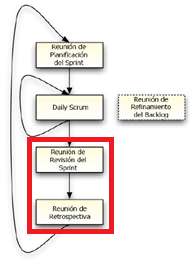 Reunión de
Planificación
del Sprint
Daily Scrum
Reunión de
Refinamiento
del Backlog
Reunión de
Revisión del
Sprint
Reunión de
Retrospectiva